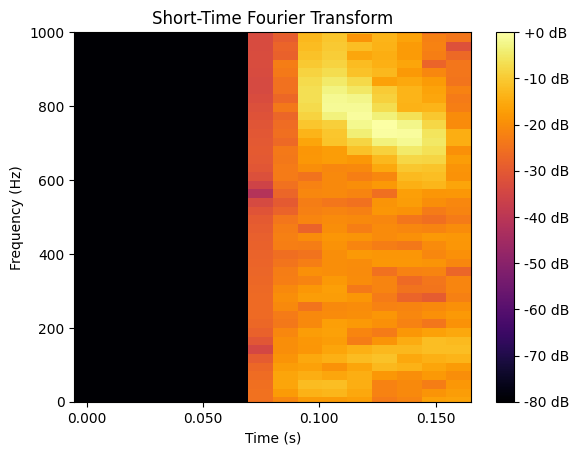 Short-Time Fourier Transform
1000
800
600
400
200
0
Frequency (Hz)
0.000
0.050
0.100
0.150
Time (s)
+0 dB
-10 dB
-20 dB
-30 dB
-40 dB
-50 dB
-60 dB
-70 dB
-80 dB